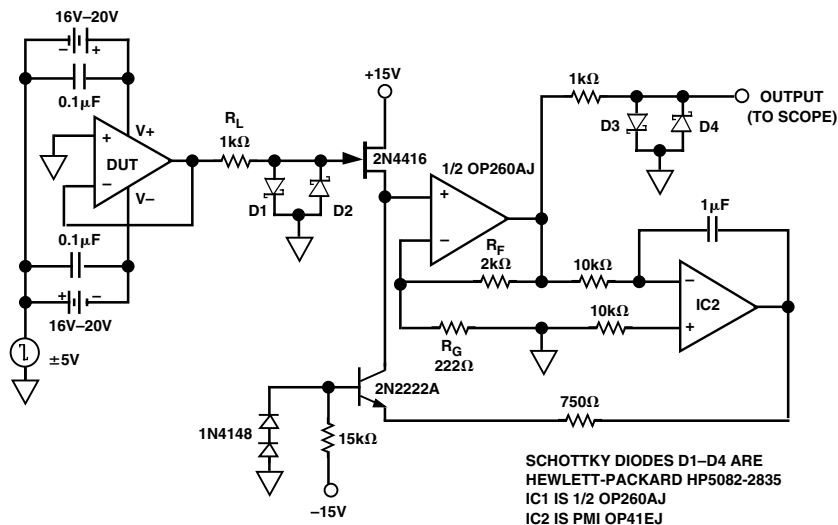 16V–20V
– +
0.1µF
V+
+
DUT
–
V–
0.1µF
+ –
16V–20V
±5V
RL
1kΩ
D1
D2
+15V
2N4416
1/2 OP260AJ
+
–
RF
2kΩ
RG
222Ω
1kΩ
D3
D4
OUTPUT
(TO SCOPE)
1µF
10kΩ
10kΩ
–
IC2
+
750Ω
2N2222A
1N4148
15kΩ
–15V
SCHOTTKY DIODES D1–D4 ARE
HEWLETT-PACKARD HP5082-2835
IC1 IS 1/2 OP260AJ
IC2 IS PMI OP41EJ